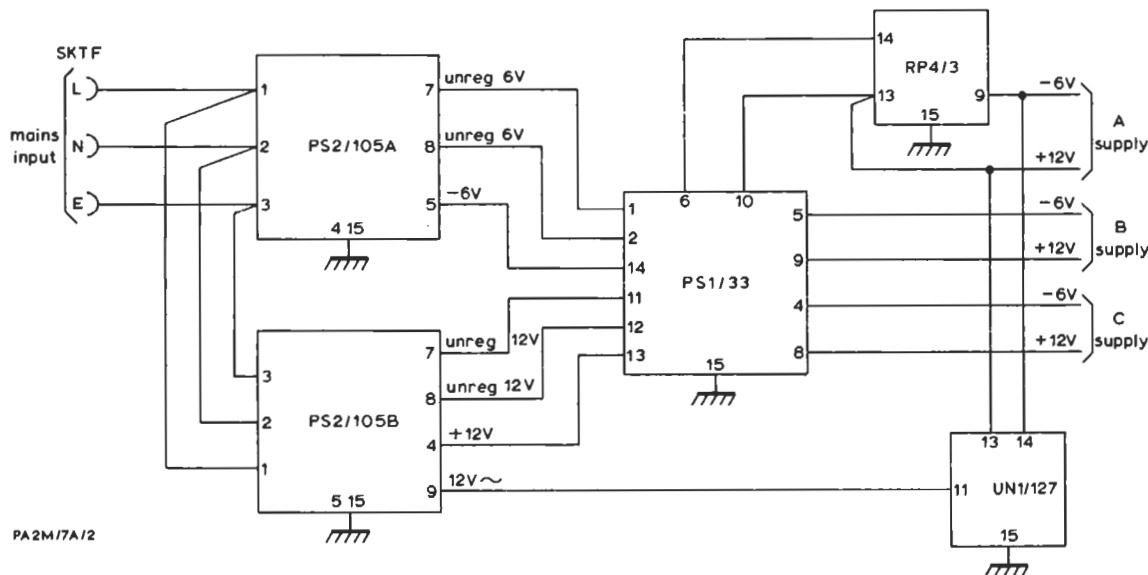 SKTF
mains
input
L
N
E
1
2
3
PS2/105A
4 15
7
8
5
unreg 6V
unreg 6V
-6V
3
2
1
PS2/105B
5 15
7
8
4
9
unreg 12V
unreg 12V
+12V
12V~
1
2
14
11
12
13
6
10
PS1/33
15
5
9
4
8
14
13
RP4/3
9
15
-6V
+12V
A
supply
-6V
+12V
B
supply
-6V
+12V
C
supply
13 14
11
UN1/127
15
PA2M/7A/2